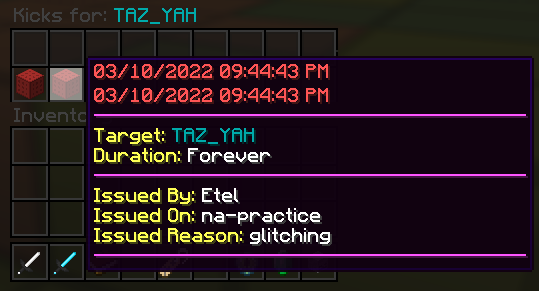 Kicks for: TAZ_YAH
03/10/2022 09:44:43 PM
03/10/2022 09:44:43 PM
Target: TAZ_YAH
Duration: Forever
Issued By: Etel
Issued On: na-practice
Issued Reason: glitching
Invento